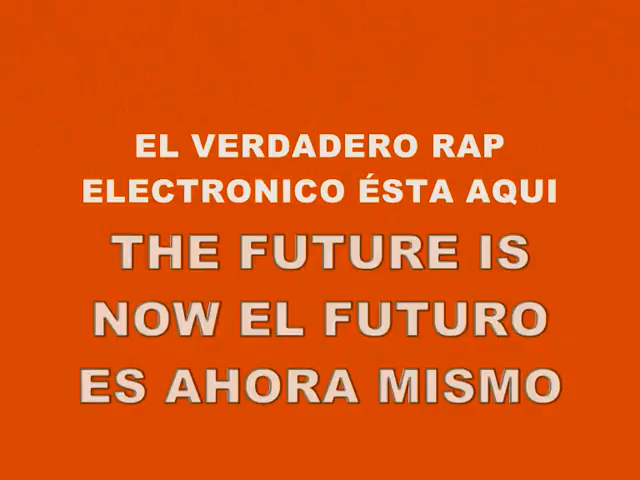 EL VERDADERO RAP
ELECTRONICO ÉSTA AQUI
THE FUTURE IS
NOW EL FUTURO
ES AHORA MISMO